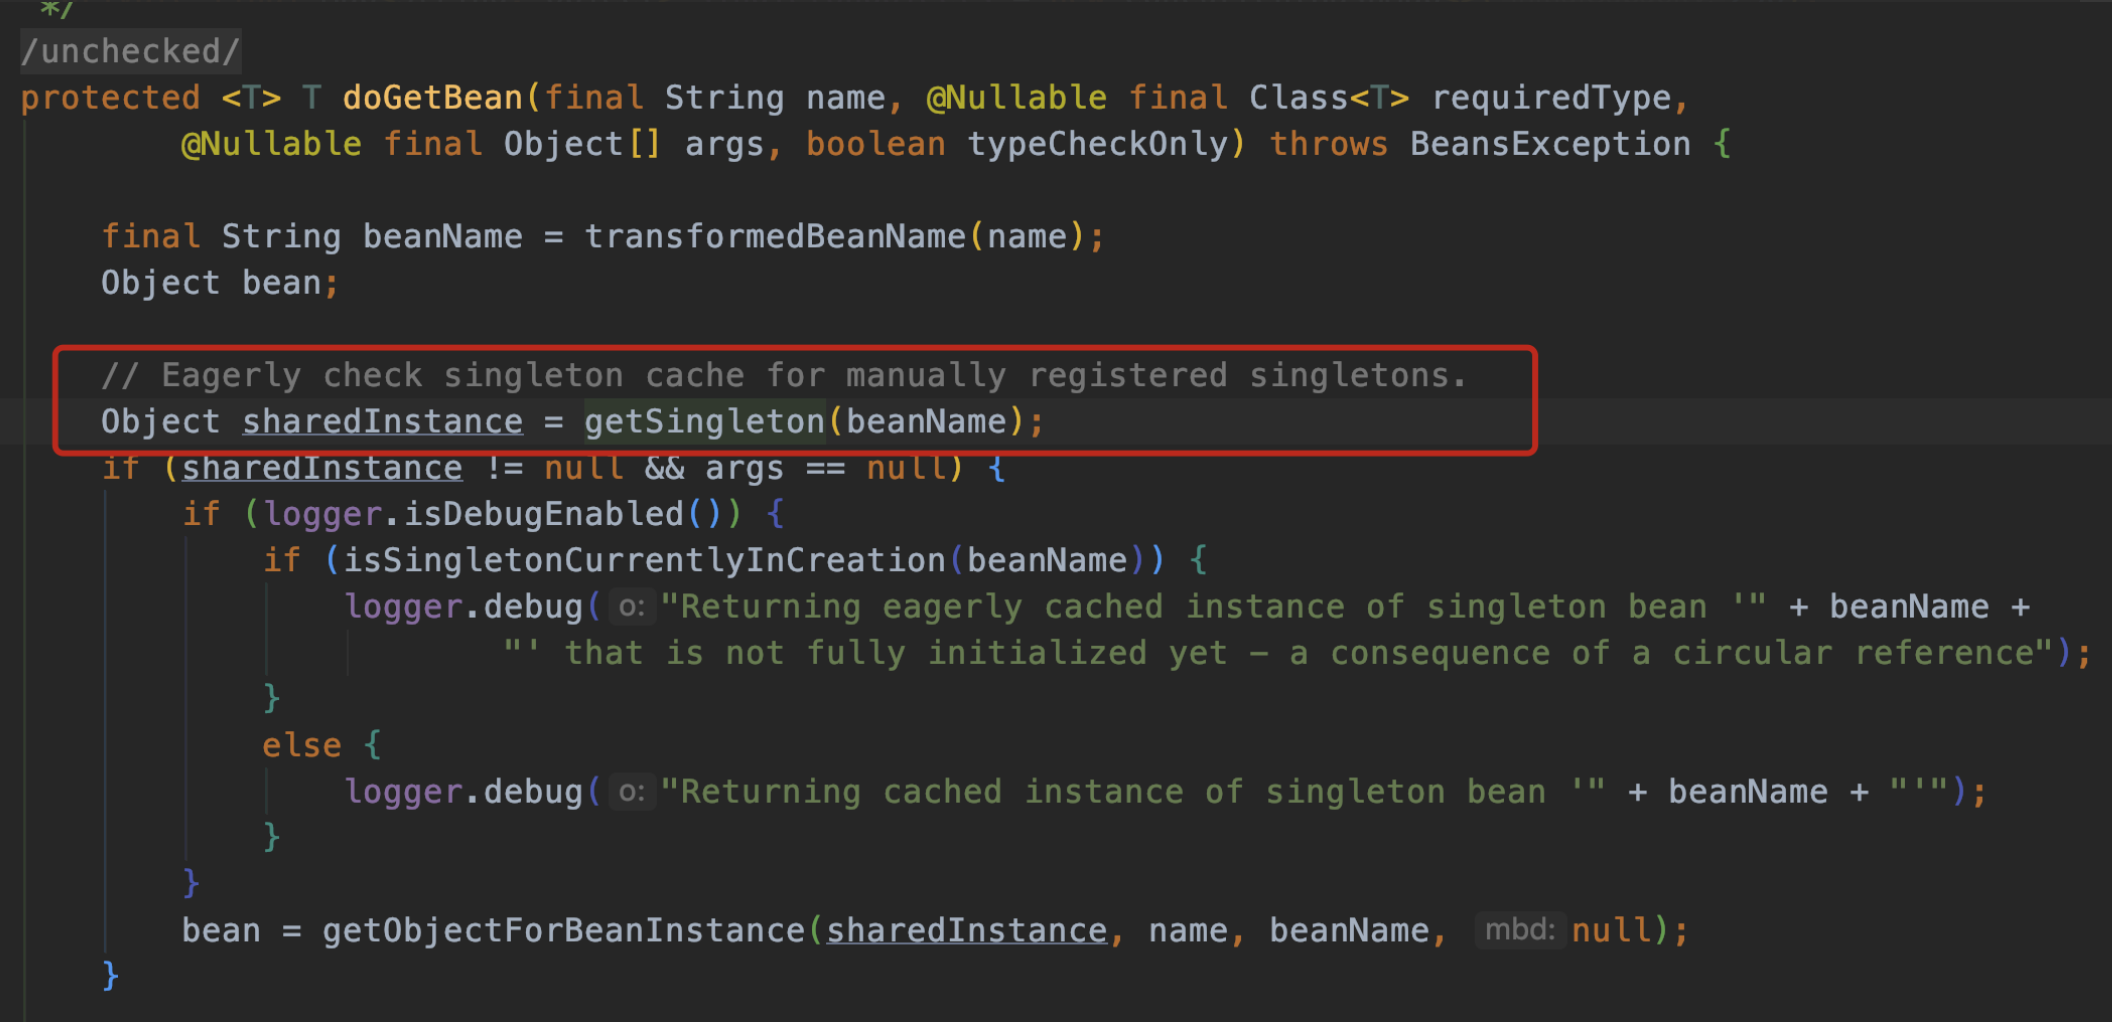 */
/unchecked/
protected <T> T doGetBean(final String name, @Nullable final Class<T> requiredType,
        @Nullable final Object[] args, boolean typeCheckOnly) throws BeansException {

    final String beanName = transformedBeanName(name);
    Object bean;

    // Eagerly check singleton cache for manually registered singletons.
    Object sharedInstance = getSingleton(beanName);
    if (sharedInstance != null && args == null) {
        if (logger.isDebugEnabled()) {
            if (isSingletonCurrentlyInCreation(beanName)) {
                logger.debug( o: "Returning eagerly cached instance of singleton bean '" + beanName +
                        "' that is not fully initialized yet – a consequence of a circular reference");
            }
            else {
                logger.debug( o: "Returning cached instance of singleton bean '" + beanName + "'");
            }
        }
        bean = getObjectForBeanInstance(sharedInstance, name, beanName, mbd: null);
    }